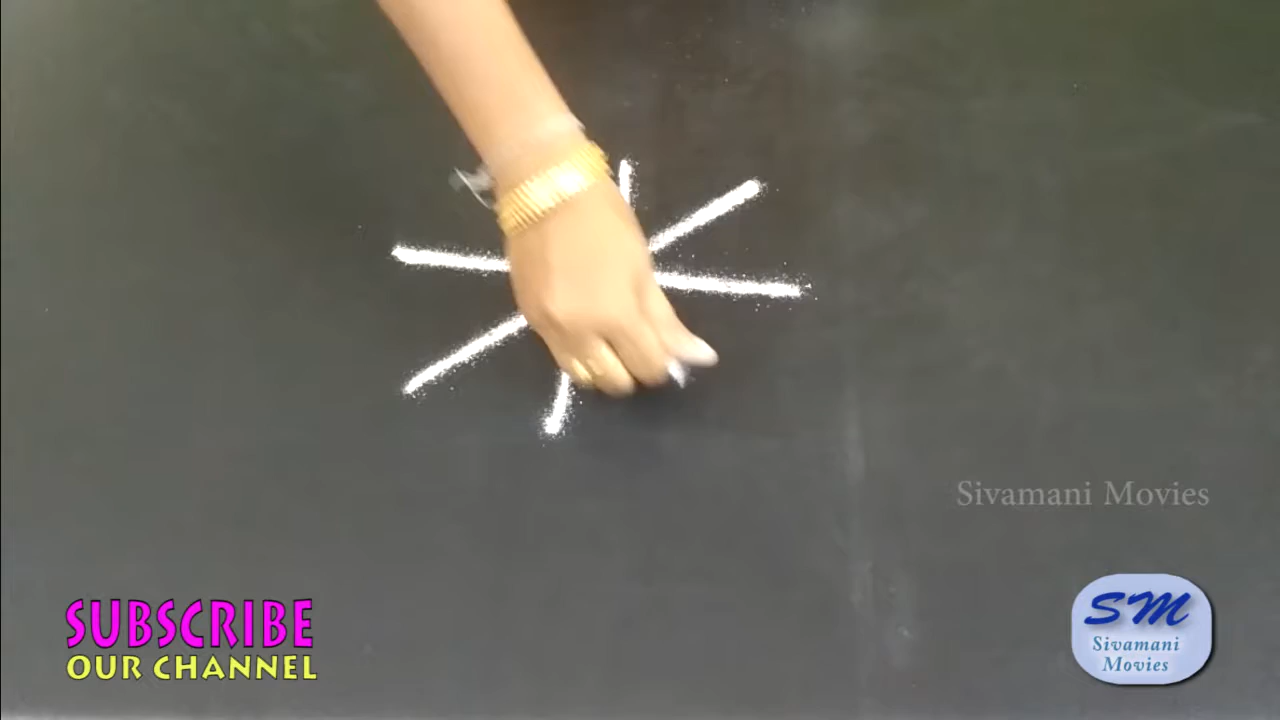 Sivamani Movies
SUBSCRIBE
OUR CHANNEL
SM
Sivamani
Movies